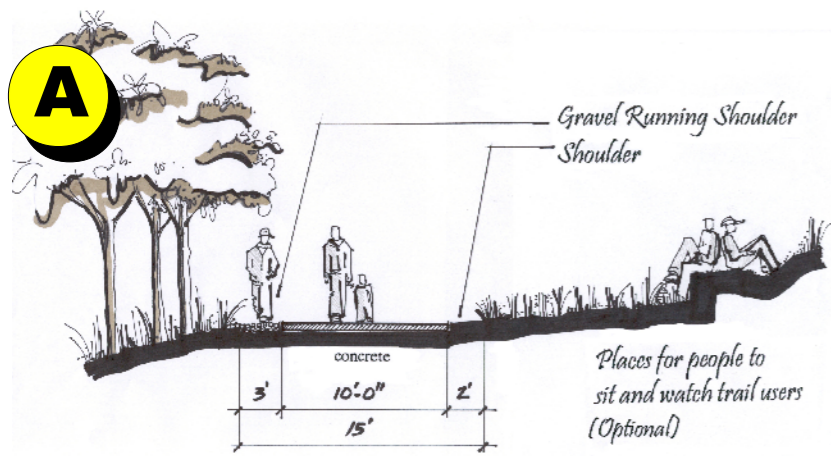 A
Gravel Running Shoulder
Shoulder
concrete
3' 10'-0" 2'
15'
Places for people to
sit and watch trail users
(Optional)